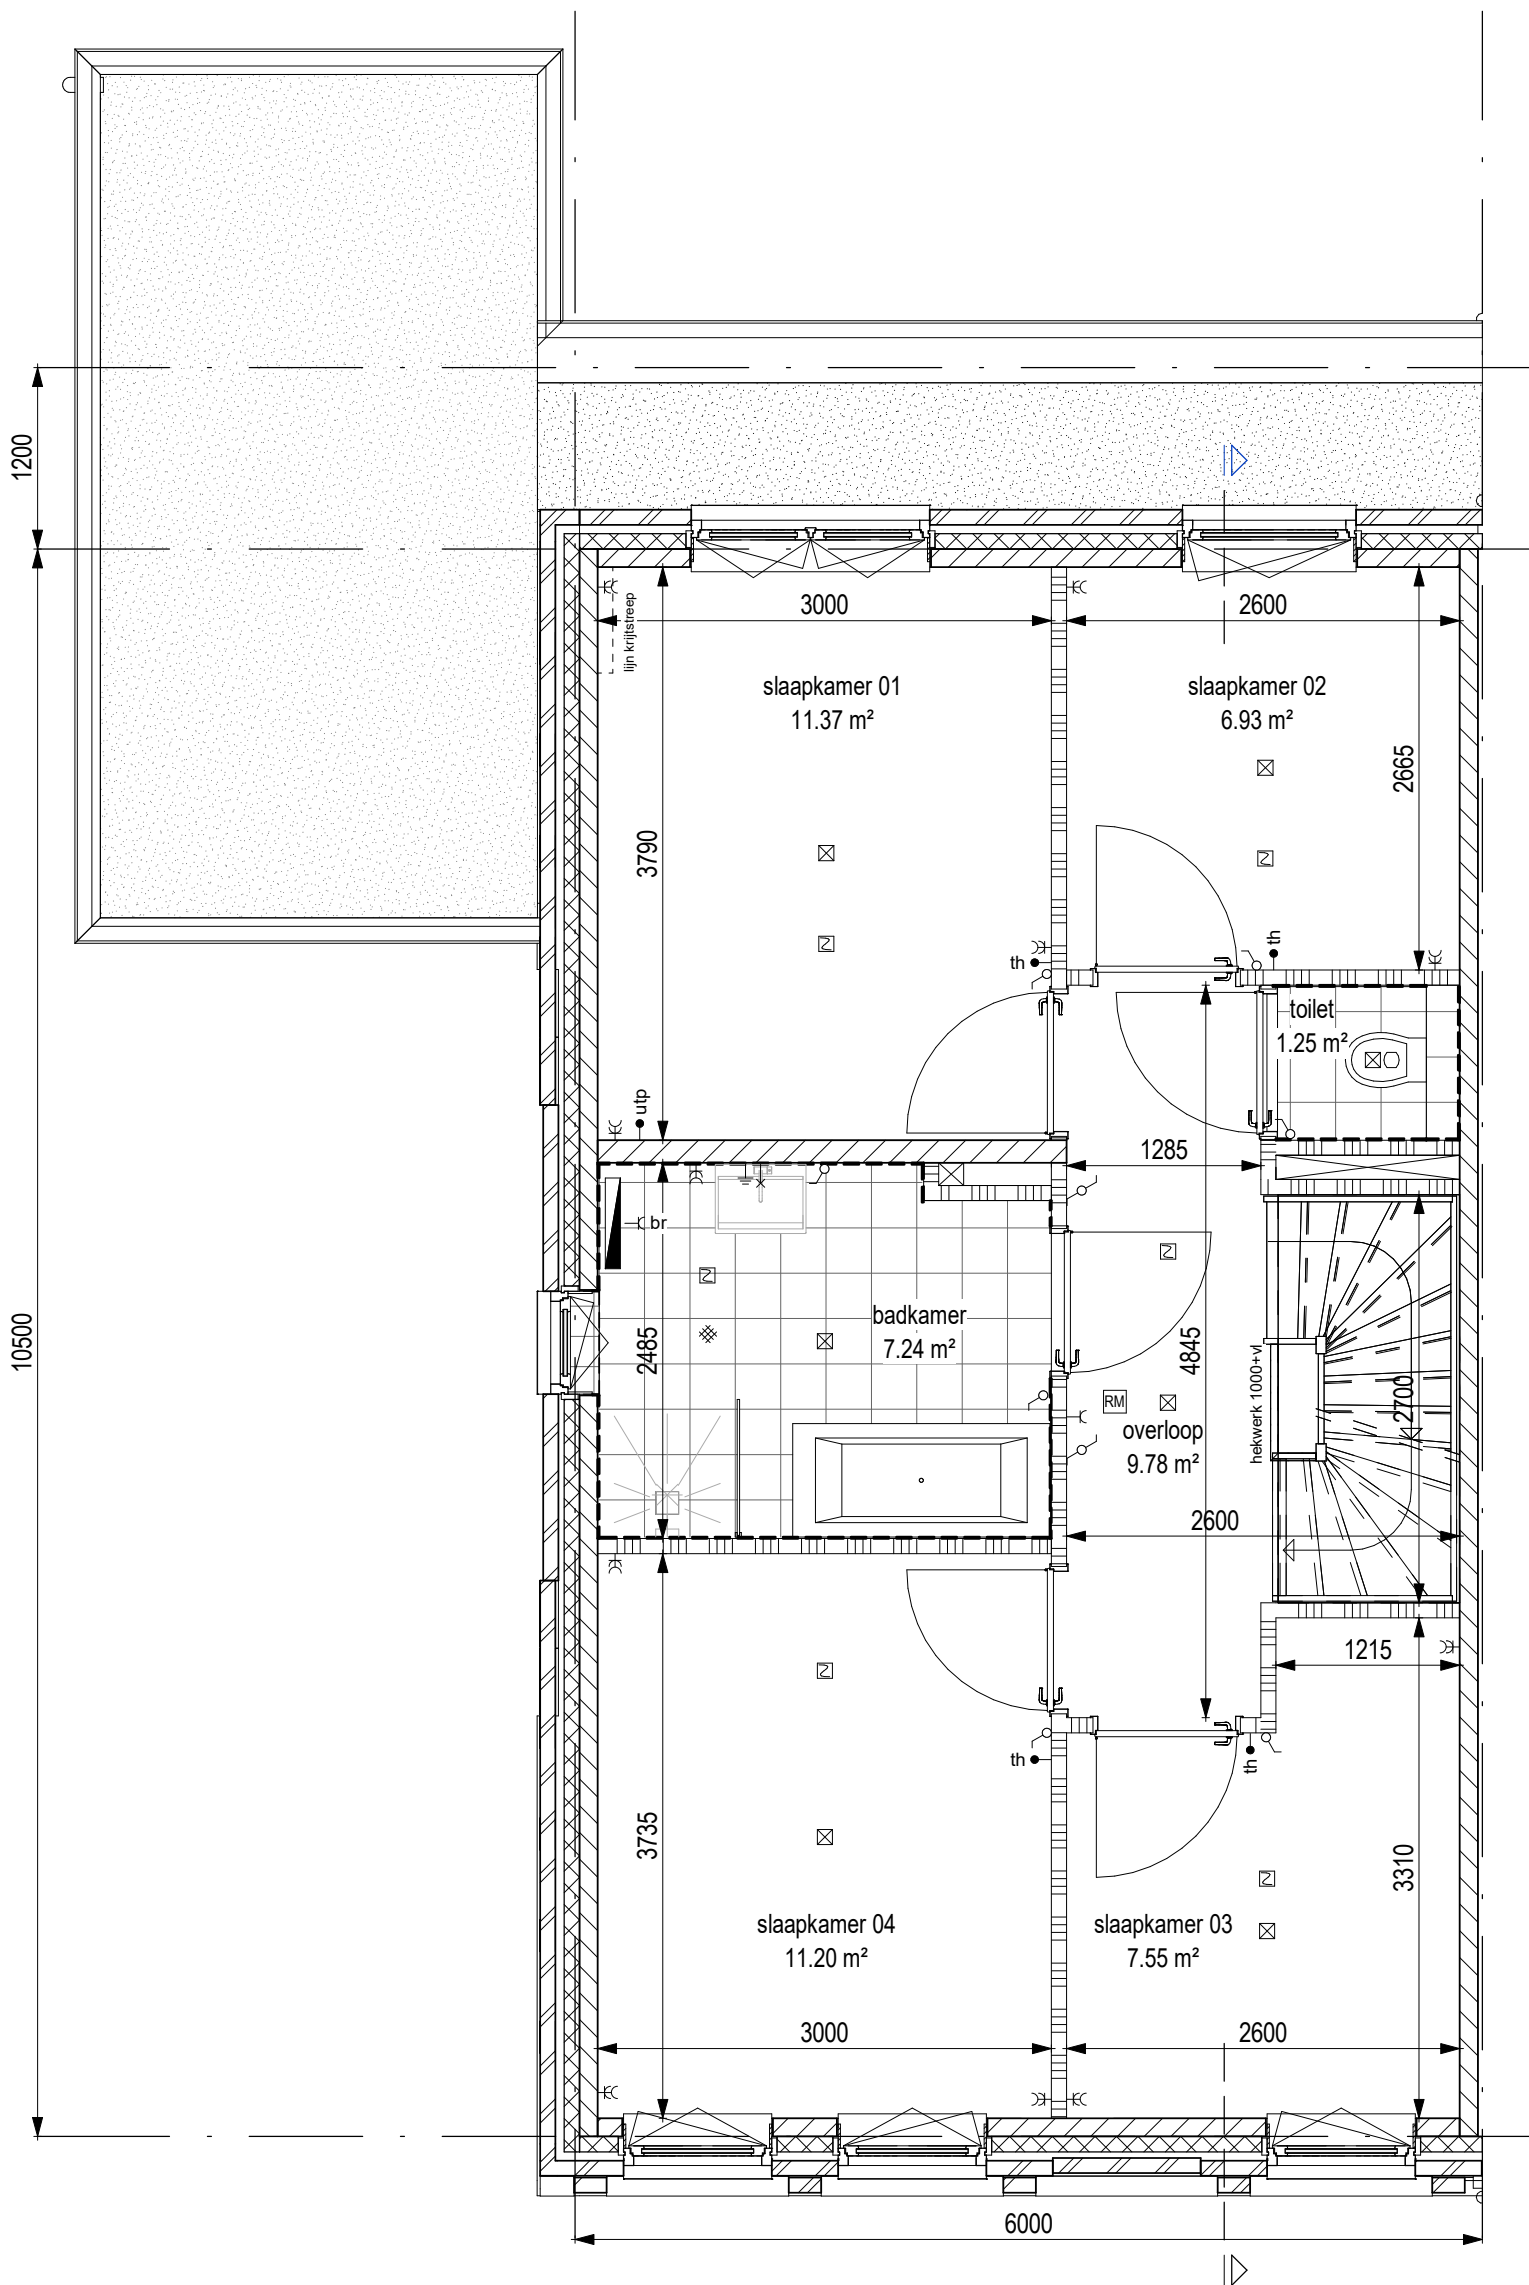 1200
10500
3000
2600
lijn krijtstreep
slaapkamer 01
11.37 m²
slaapkamer 02
6.93 m²
2665
3790
th
th
toilet
1.25 m²
utp
1285
br
badkamer
7.24 m²
2485
4845
hekwerk 1000+vl
2700
RM
overloop
9.78 m²
2600
1215
th
th
3735
3310
slaapkamer 04
11.20 m²
slaapkamer 03
7.55 m²
3000
2600
6000